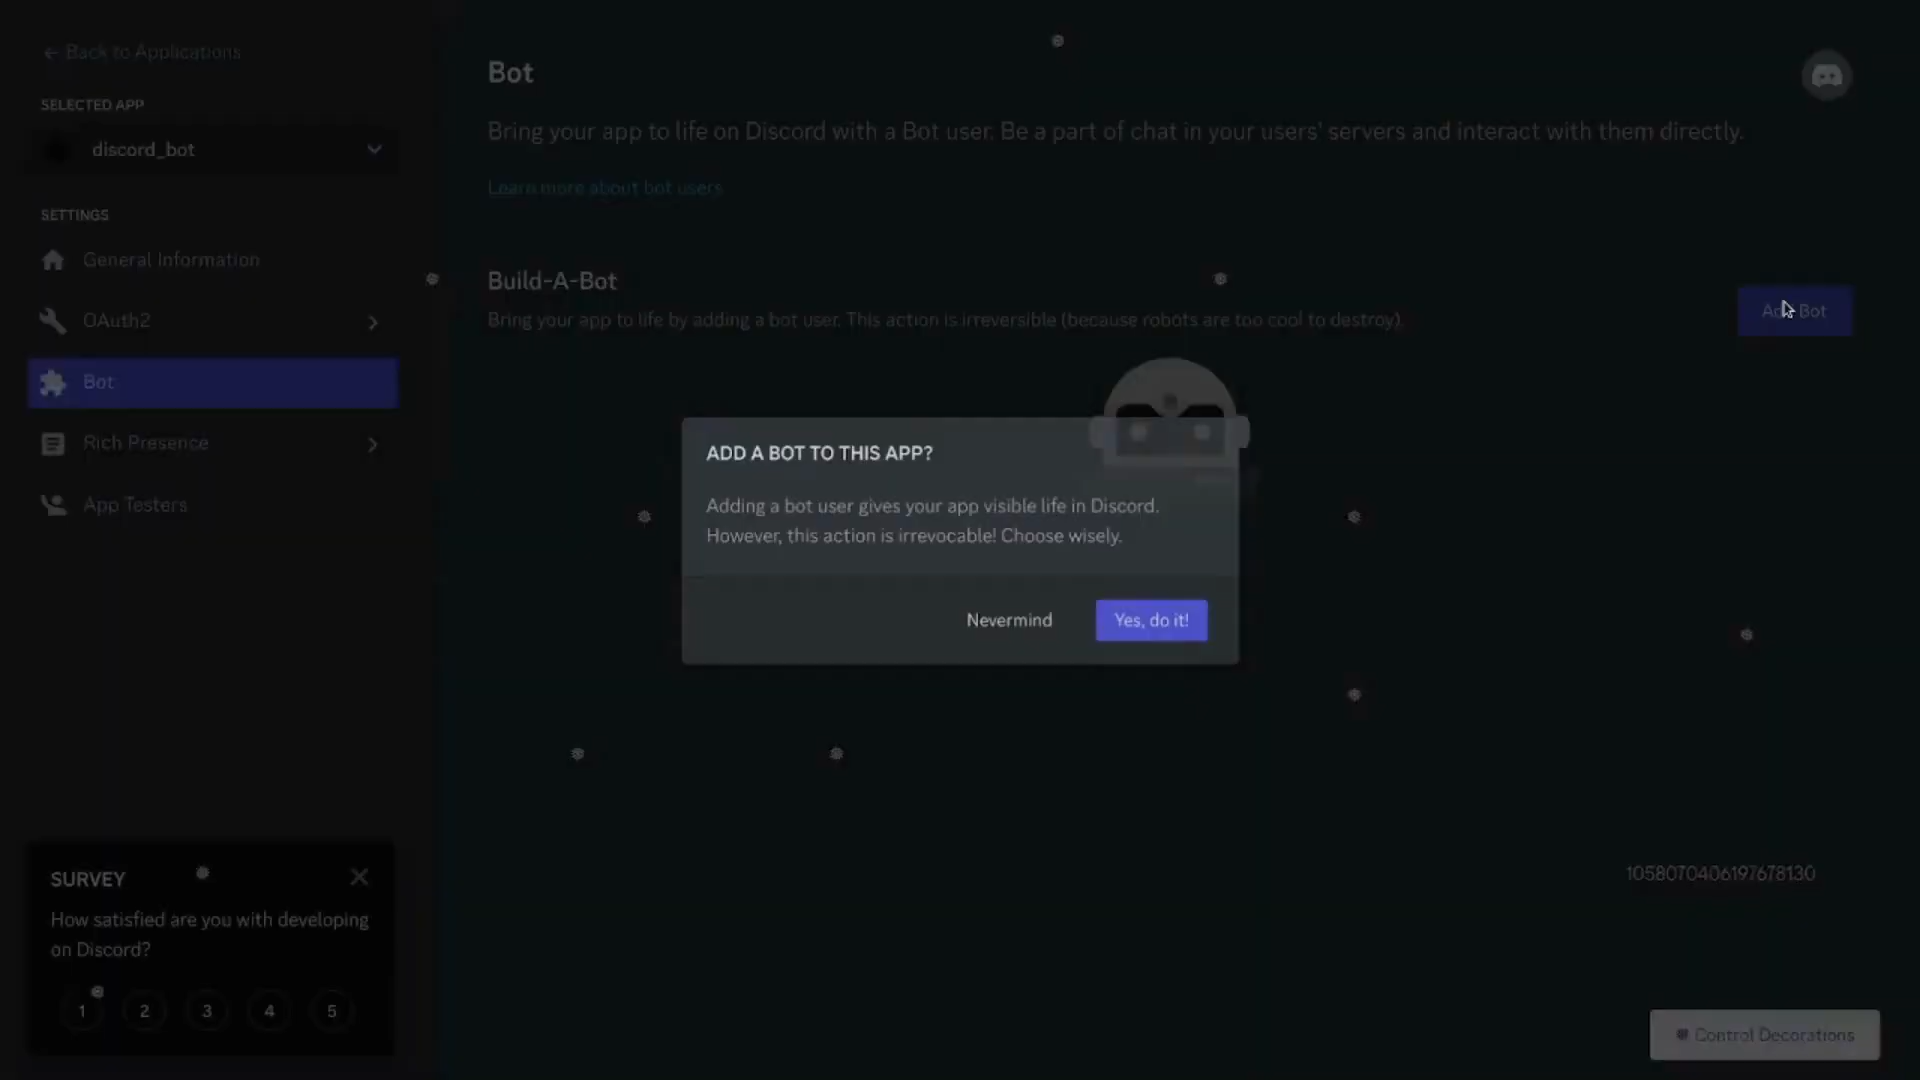 ← Back to Applications
SELECTED APP
discord_bot
SETTINGS
General Information
OAuth2
Bot
Rich Presence
App Testers
SURVEY
How satisfied are you with developing
on Discord?
1 2 3 4 5
Bot
Bring your app to life on Discord with a Bot user. Be a part of chat in your users' servers and interact with them directly.
Learn more about bot users
Build-A-Bot
Bring your app to life by adding a bot user. This action is irreversible (because robots are too cool to destroy).
Add Bot
ADD A BOT TO THIS APP?
Adding a bot user gives your app visible life in Discord.
However, this action is irrevocable! Choose wisely.
Nevermind
Yes, do it!
1058070406197678130
Control Decorations